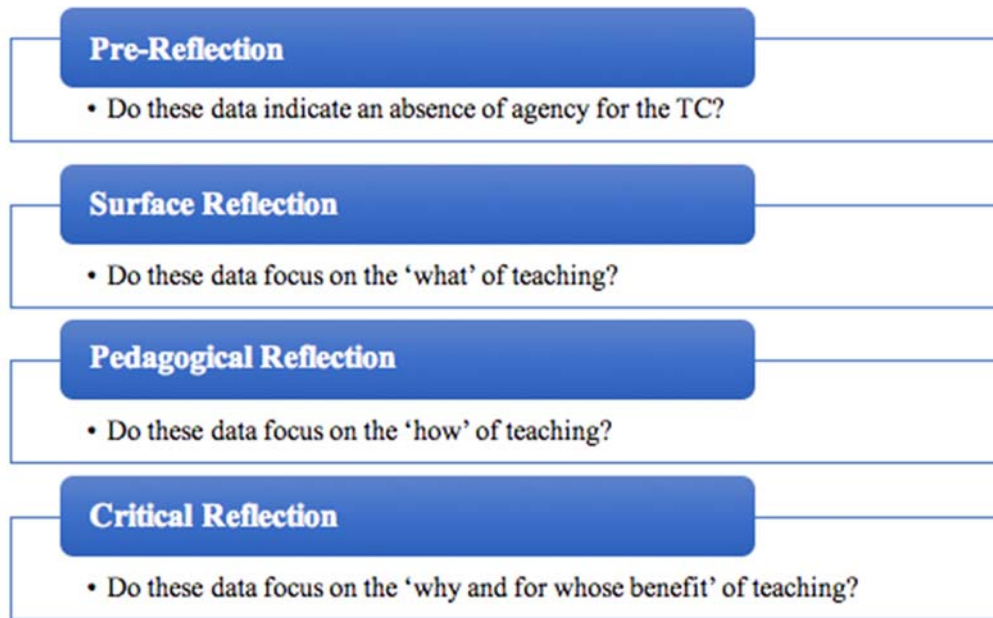 Pre-Reflection
• Do these data indicate an absence of agency for the TC?
Surface Reflection
• Do these data focus on the ‘what’ of teaching?
Pedagogical Reflection
• Do these data focus on the ‘how’ of teaching?
Critical Reflection
• Do these data focus on the ‘why and for whose benefit’ of teaching?